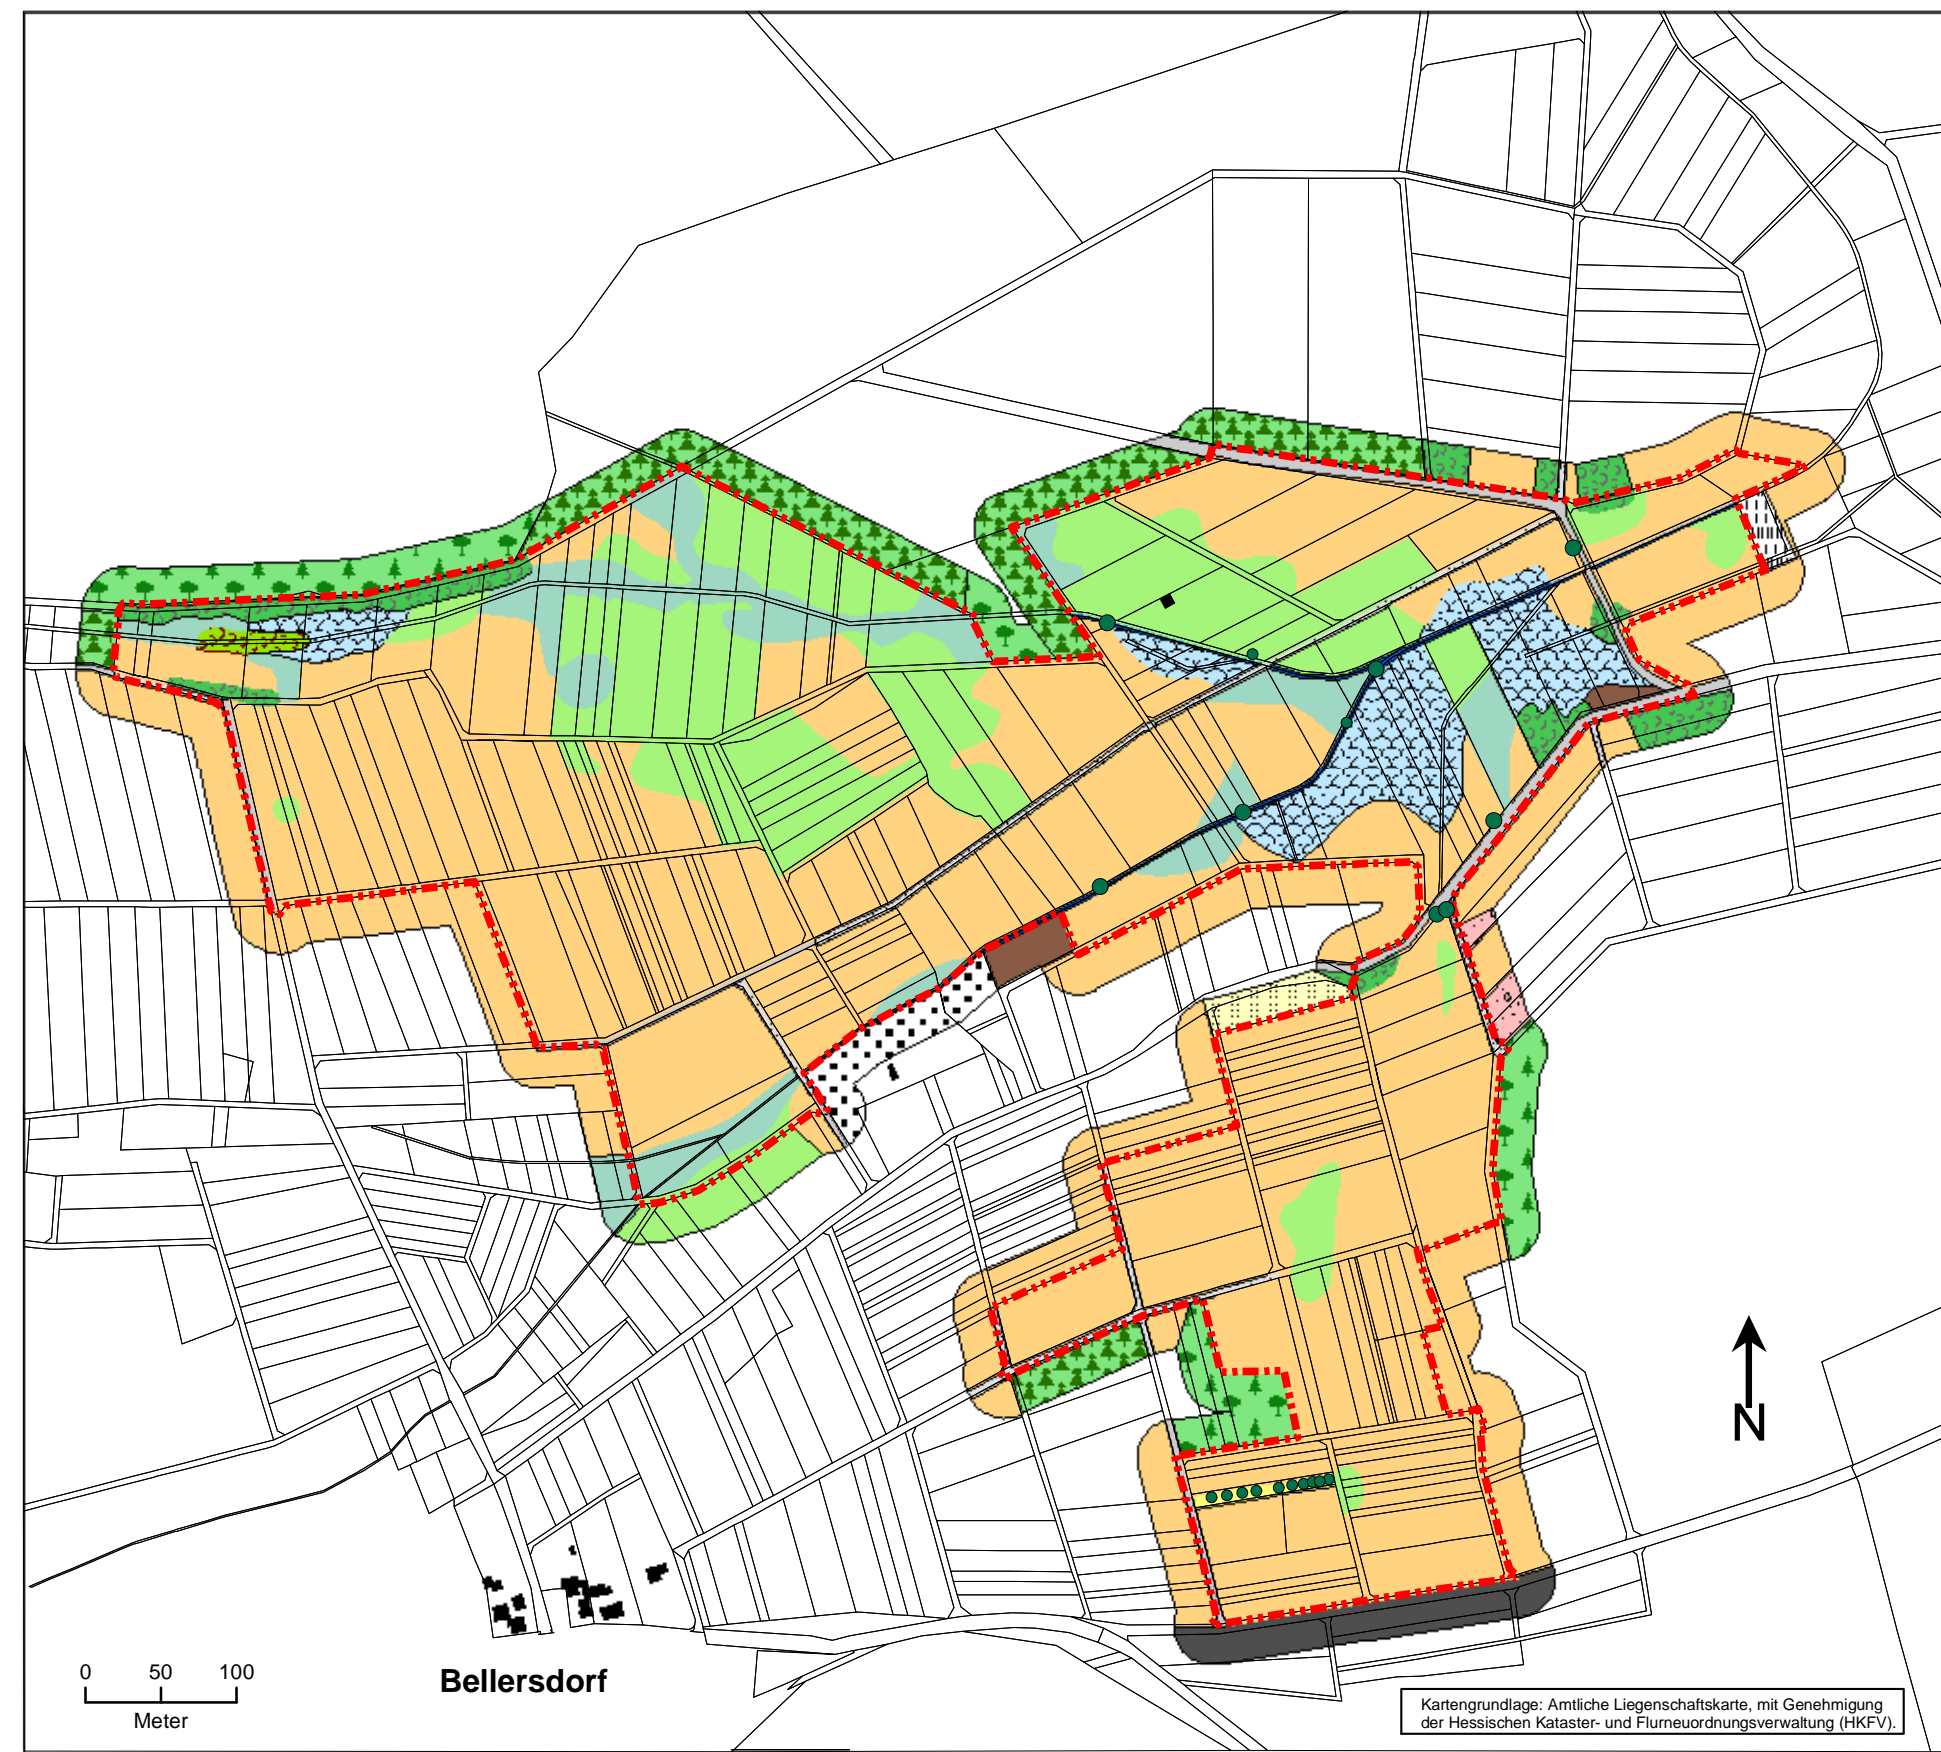 N
0 50 100
Meter
Bellersdorf
Kartengrundlage: Amtliche Liegenschaftskarte, mit Genehmigung
der Hessischen Kataster- und Flurneuordnungsverwaltung (HKFV).